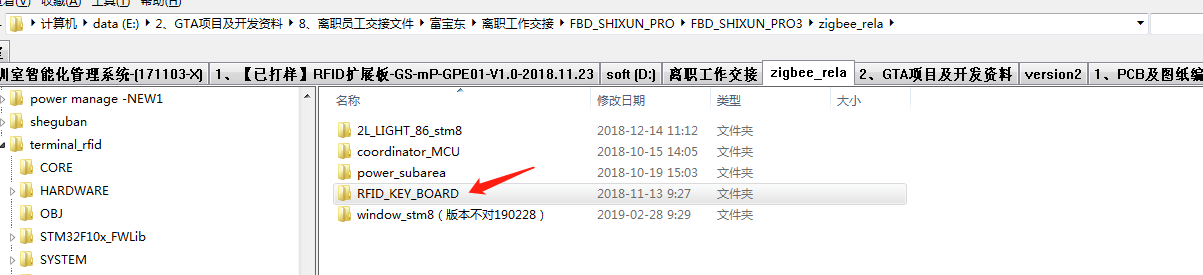 查看(V) 收藏(A) 工具(T) 帮助(H)
计算机 data (E:) 2、GTA项目及开发资料 8、离职员工交接文件 富宝东 离职工作交接 FBD_SHIXUN_PRO FBD_SHIXUN_PRO3 zigbee_rela
训室智能化管理系统-(171103-X) 1、【已打样】RFID扩展板-GS-mP-GPE01-V1.0-2018.11.23 soft (D:) 离职工作交接 zigbee_rela 2、GTA项目及开发资料 version2 1、PCB及图纸编
power manage -NEW1
sheguban
terminal_rfid
CORE
HARDWARE
OBJ
STM32F10x_FWLib
SYSTEM
名称 修改日期 类型 大小
2L_LIGHT_86_stm8 2018-12-14 11:12 文件夹
coordinator_MCU 2018-10-15 14:05 文件夹
power_subarea 2018-10-19 15:03 文件夹
RFID_KEY_BOARD 2018-11-13 9:27 文件夹
window_stm8（版本不对190228） 2019-02-28 9:29 文件夹